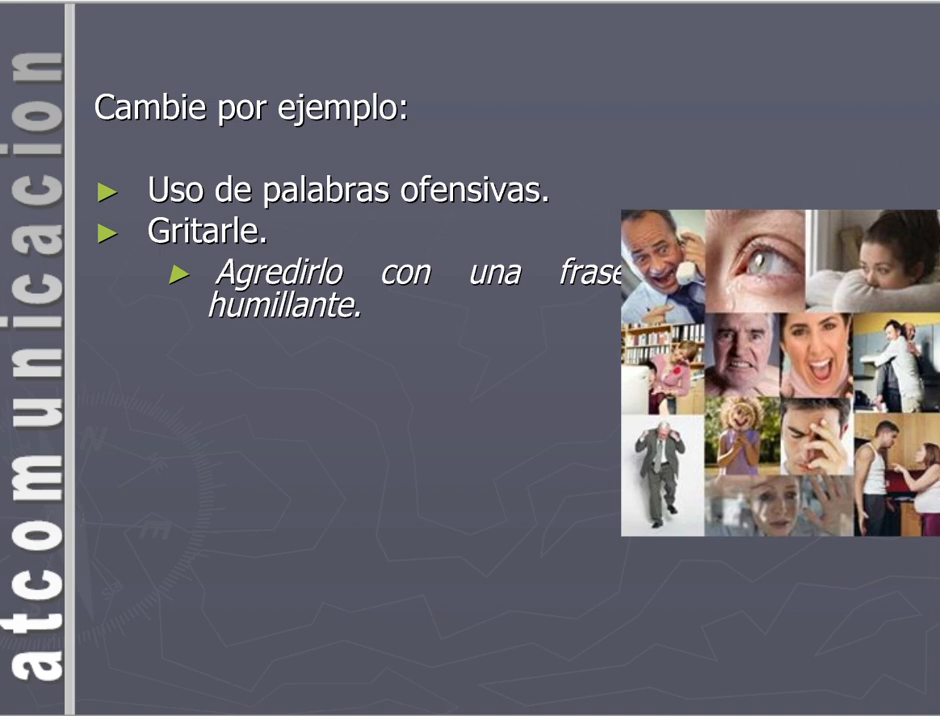 atcomunicacion
Cambie por ejemplo:
Uso de palabras ofensivas.
Gritarle.
Agredirlo con una frase
humillante.